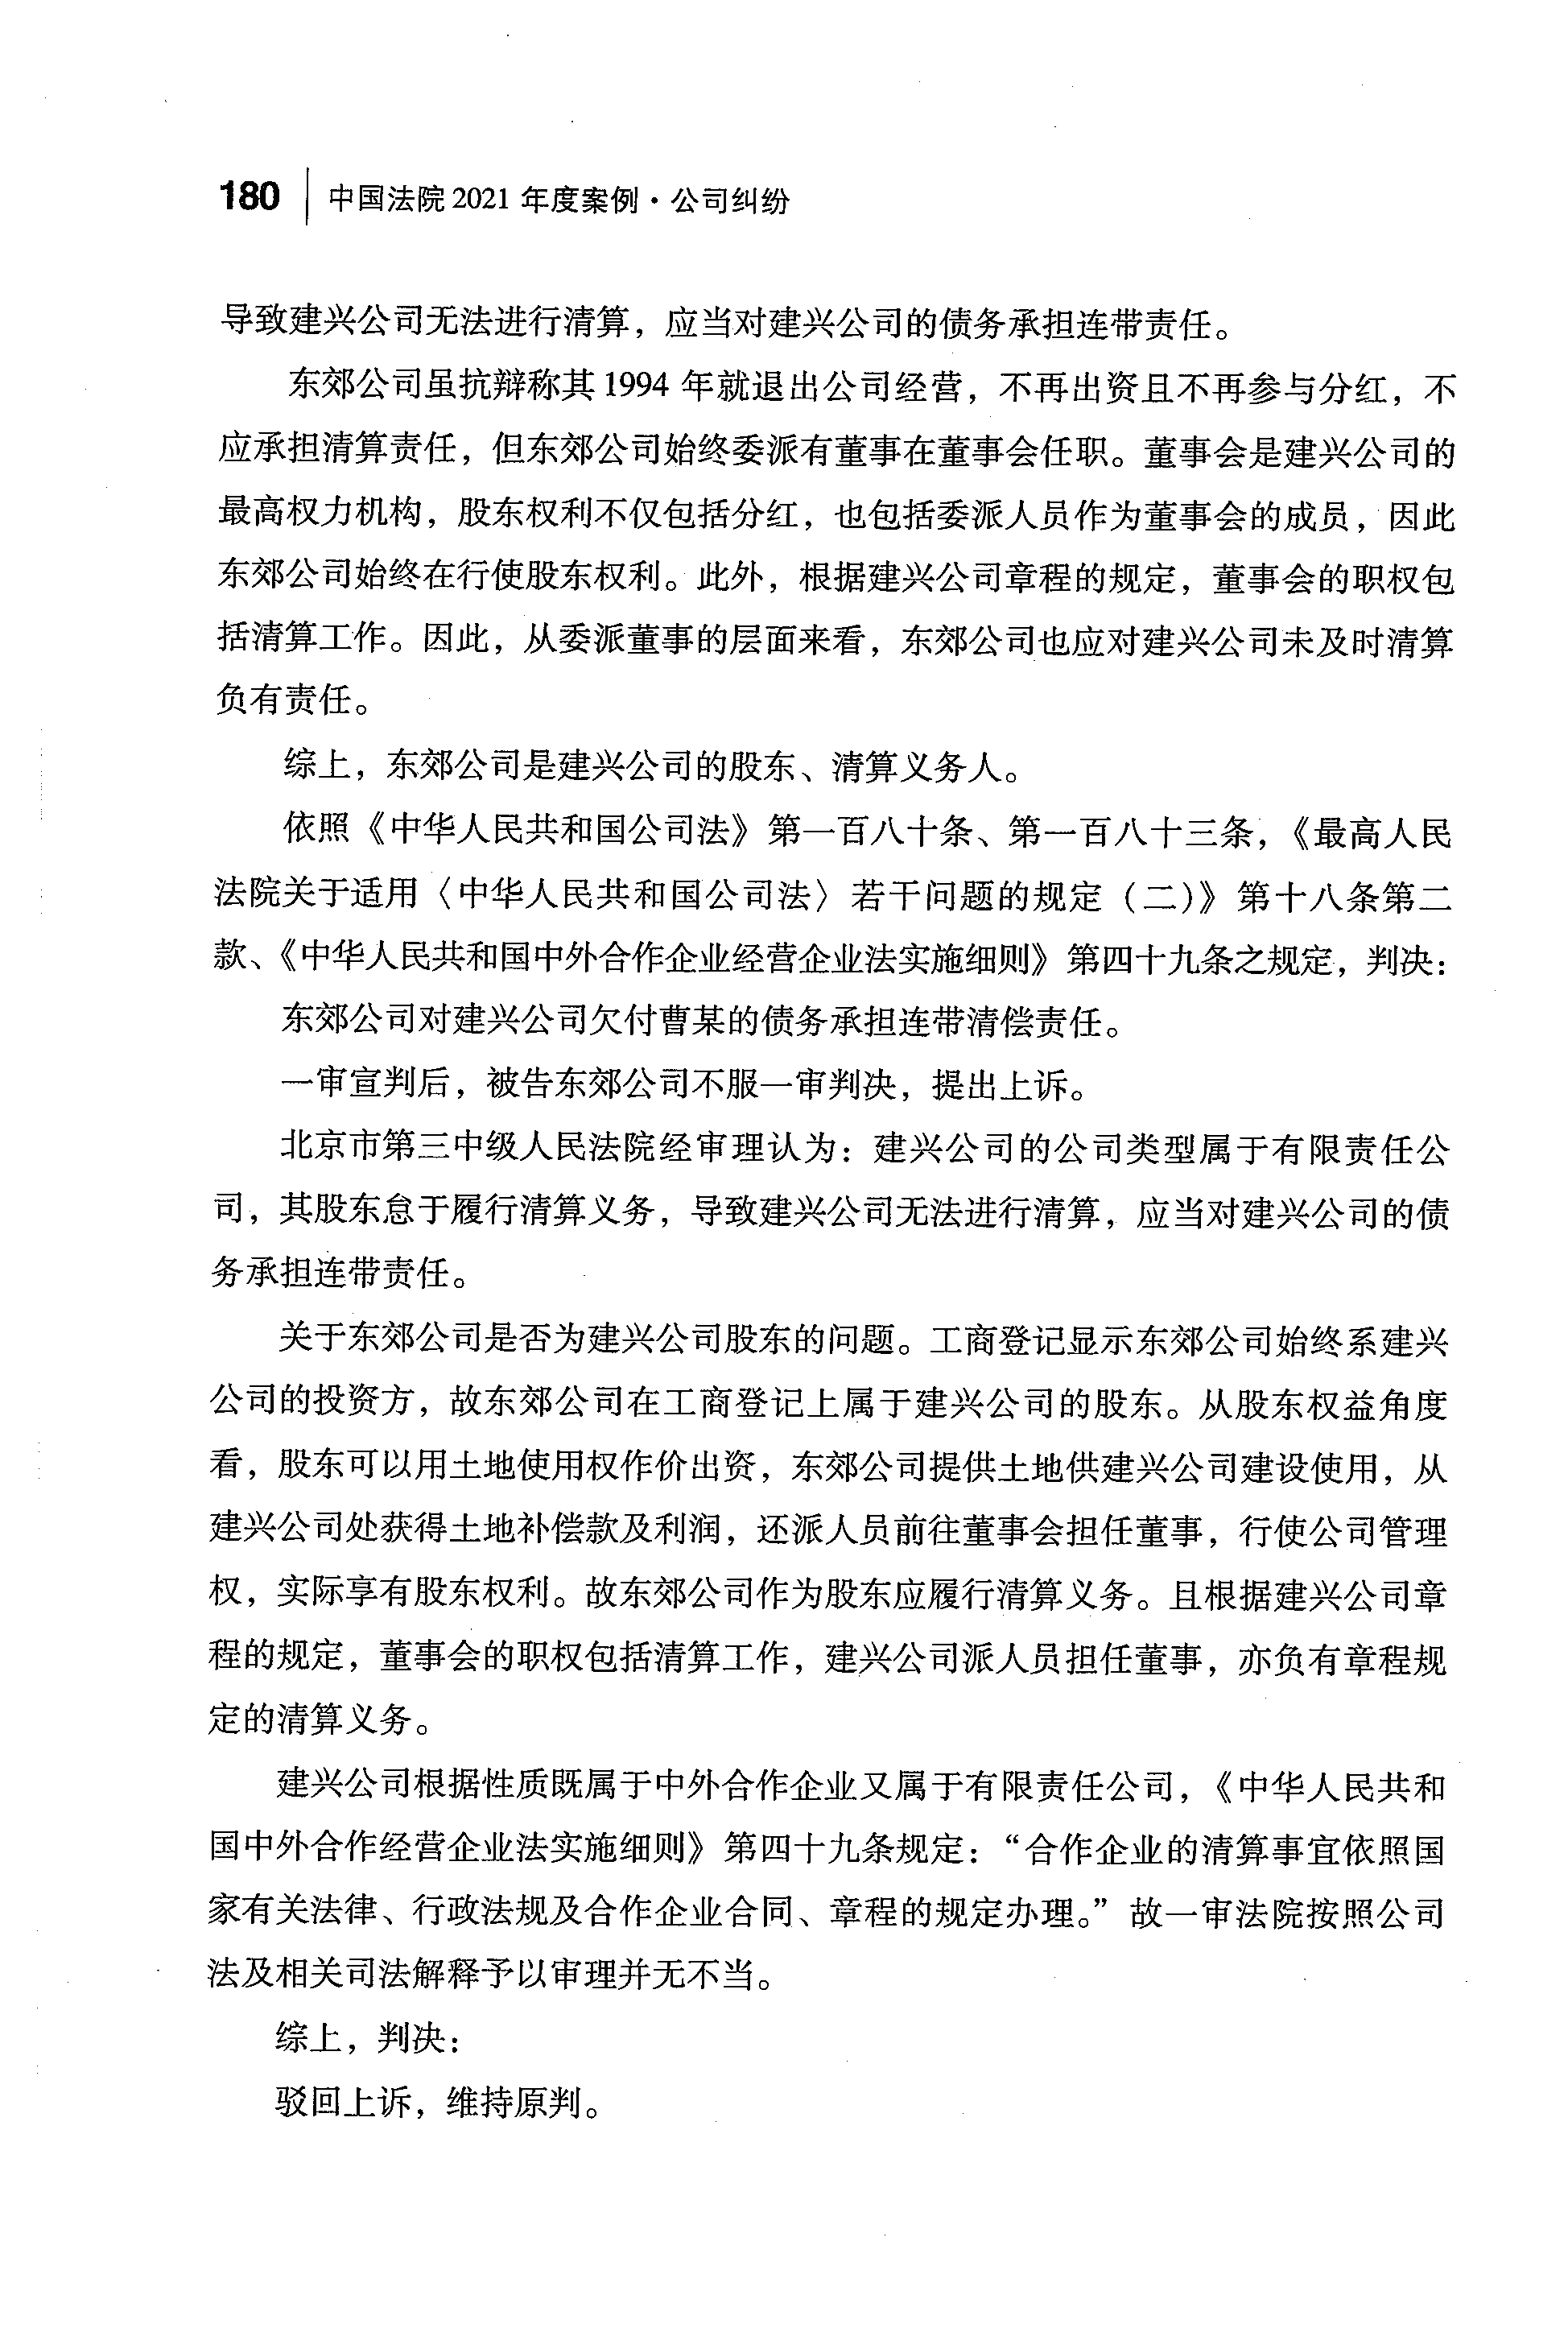 180 中国法院 2021 年度案例·公司纠纷
导致建兴公司无法进行清算，应当对建兴公司的债务承担连带责任。
东郊公司虽抗辩称其 1994 年就退出公司经营，不再出资且不再参与分红，不
应承担清算责任，但东郊公司始终委派有董事在董事会任职。董事会是建兴公司的
最高权力机构，股东权利不仅包括分红，也包括委派人员作为董事会的成员，因此
东郊公司始终在行使股东权利。此外，根据建兴公司章程的规定，董事会的职权包
括清算工作。因此，从委派董事的层面来看，东郊公司也应对建兴公司未及时清算
负有责任。
综上，东郊公司是建兴公司的股东、清算义务人。
依照《中华人民共和国公司法》第一百八十条、第一百八十三条，《最高人民
法院关于适用〈中华人民共和国公司法〉若干问题的规定（二）》第十八条第二
款、《中华人民共和国中外合作企业经营企业法实施细则》第四十九条之规定，判决：
东郊公司对建兴公司欠付曹某的债务承担连带清偿责任。
一审宣判后，被告东郊公司不服一审判决，提出上诉。
北京市第三中级人民法院经审理认为：建兴公司的公司类型属于有限责任公
司，其股东怠于履行清算义务，导致建兴公司无法进行清算，应当对建兴公司的债
务承担连带责任。
关于东郊公司是否为建兴公司股东的问题。工商登记显示东郊公司始终系建兴
公司的投资方，故东郊公司在工商登记上属于建兴公司的股东。从股东权益角度
看，股东可以用土地使用权作价出资，东郊公司提供土地供建兴公司建设使用，从
建兴公司处获得土地补偿款及利润，还派人员前往董事会担任董事，行使公司管理
权，实际享有股东权利。故东郊公司作为股东应履行清算义务。且根据建兴公司章
程的规定，董事会的职权包括清算工作，建兴公司派人员担任董事，亦负有章程规
定的清算义务。
建兴公司根据性质既属于中外合作企业又属于有限责任公司，《中华人民共和
国中外合作经营企业法实施细则》第四十九条规定：“合作企业的清算事宜依照国
家有关法律、行政法规及合作企业合同、章程的规定办理。”故一审法院按照公司
法及相关司法解释予以审理并无不当。
综上，判决：
驳回上诉，维持原判。